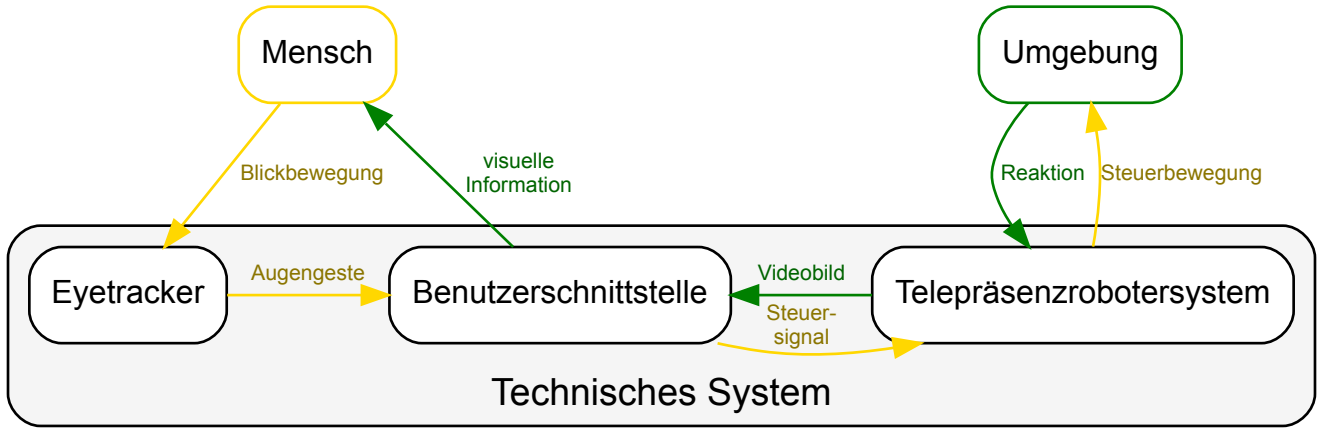 Mensch
Umgebung
Blickbewegung
visuelle
Information
Reaktion
Steuerbewegung
Eyetracker
Augengeste
Benutzerschnittstelle
Videobild
Steuer-
signal
Telepräsenzrobotersystem
Technisches System